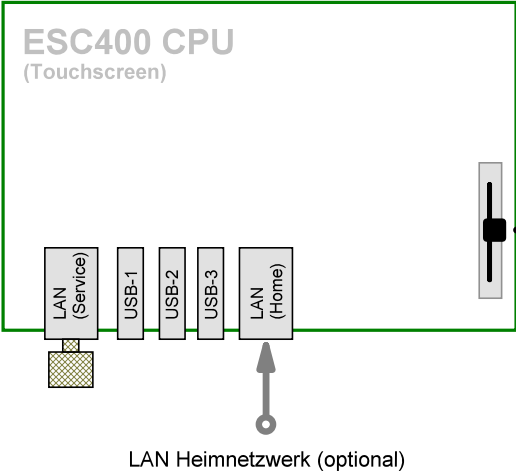 ESC400 CPU
(Touchscreen)
LAN
(Service)
USB-1
USB-2
USB-3
LAN
(Home)
LAN Heimnetzwerk (optional)